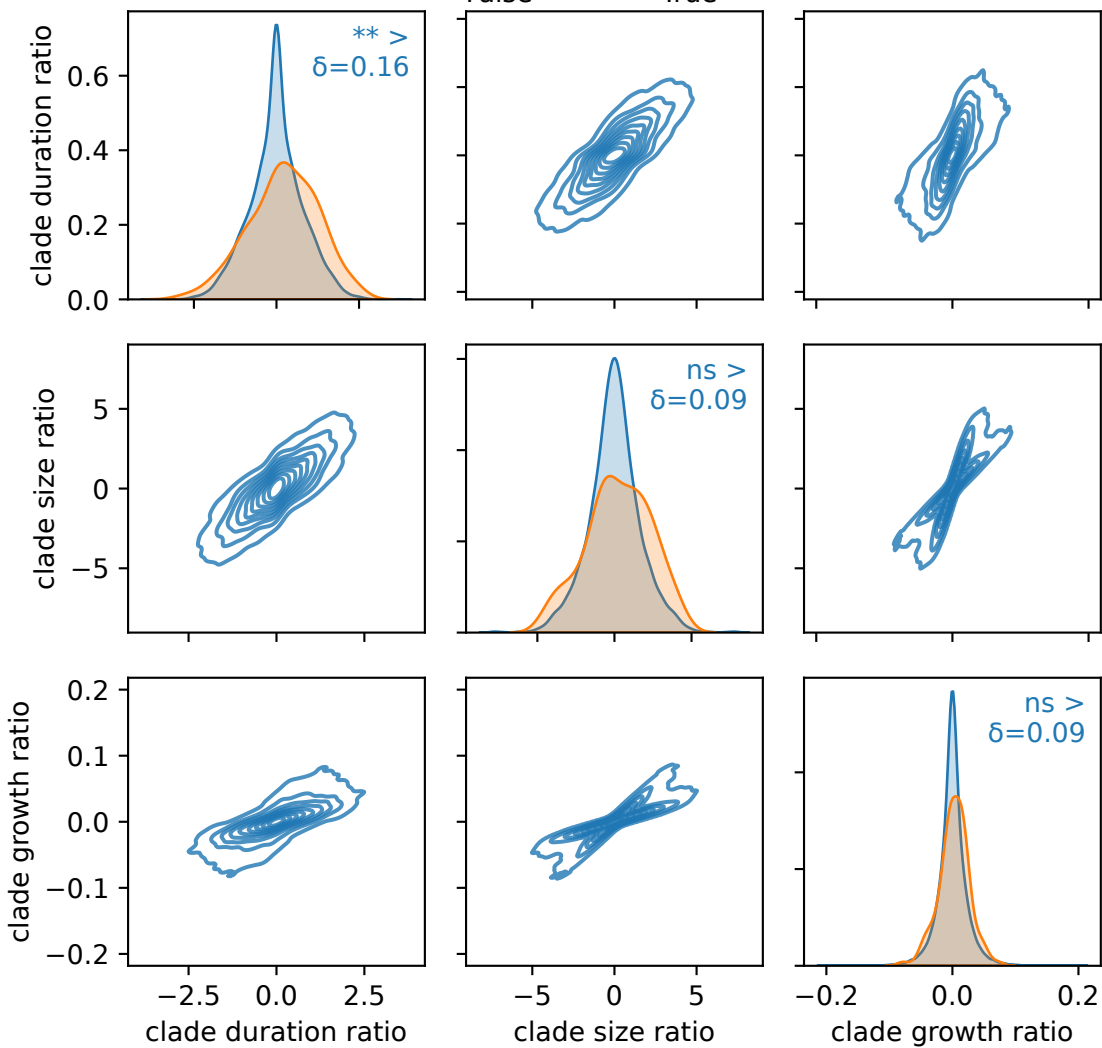 False True
clade duration ratio
0.6
0.4
0.2
0.0
** >
δ=0.16
clade size ratio
5
0
−5
ns >
δ=0.09
clade growth ratio
0.2
0.1
0.0
−0.1
−0.2
ns >
δ=0.09
−2.5 0.0 2.5
clade duration ratio
−5 0 5
clade size ratio
−0.2 0.0 0.2
clade growth ratio